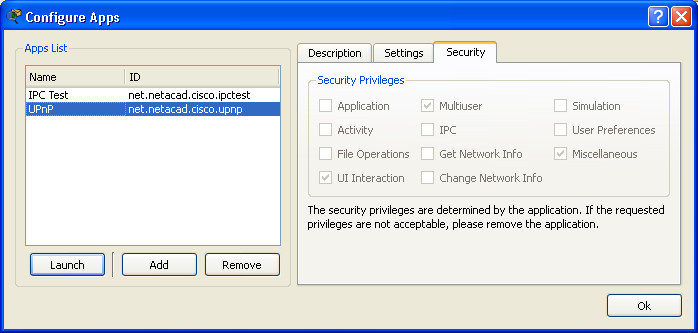 Configure Apps
Apps List
Name ID
IPC Test net.netacad.cisco.ipctest
UPnP net.netacad.cisco.upnp
Launch Add Remove
Description Settings Security
Security Privileges
Application Multiuser Simulation
Activity IPC User Preferences
File Operations Get Network Info Miscellaneous
UI Interaction Change Network Info
The security privileges are determined by the application. If the requested
privileges are not acceptable, please remove the application.
Ok